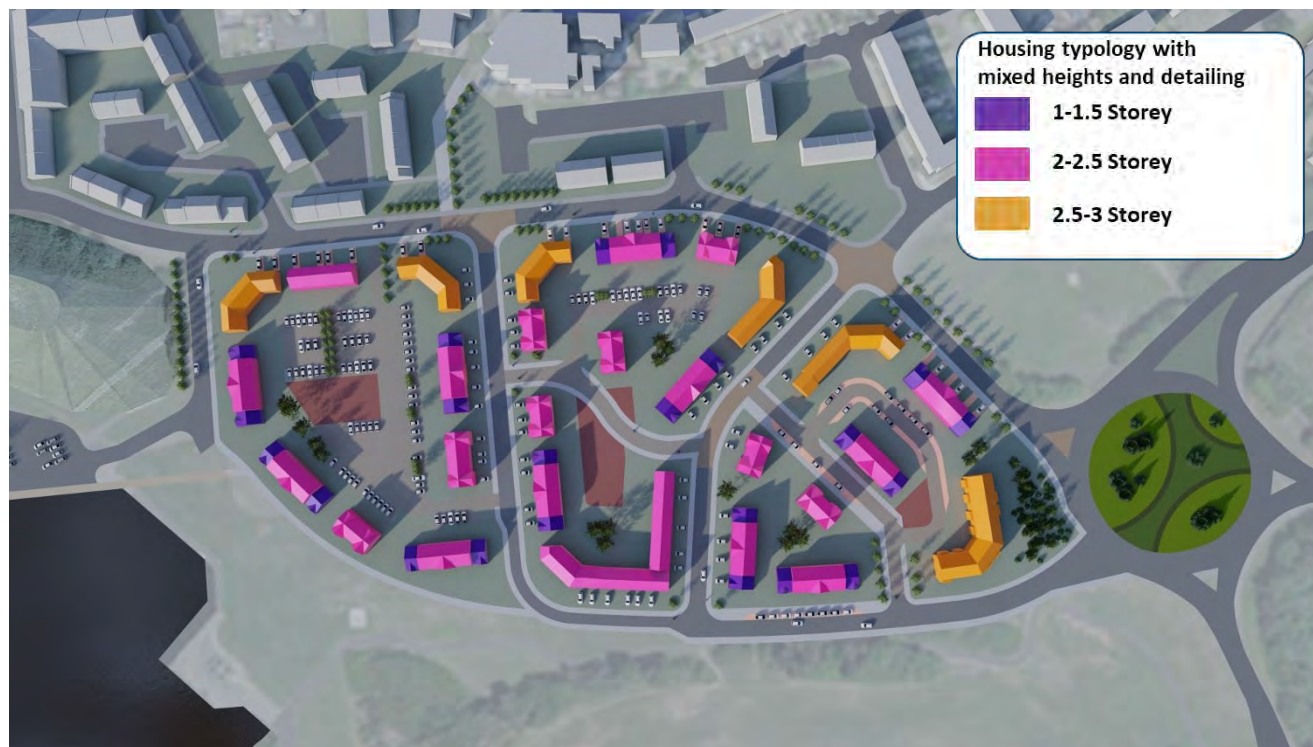 Housing typology with
mixed heights and detailing
1-1.5 Storey
2-2.5 Storey
2.5-3 Storey